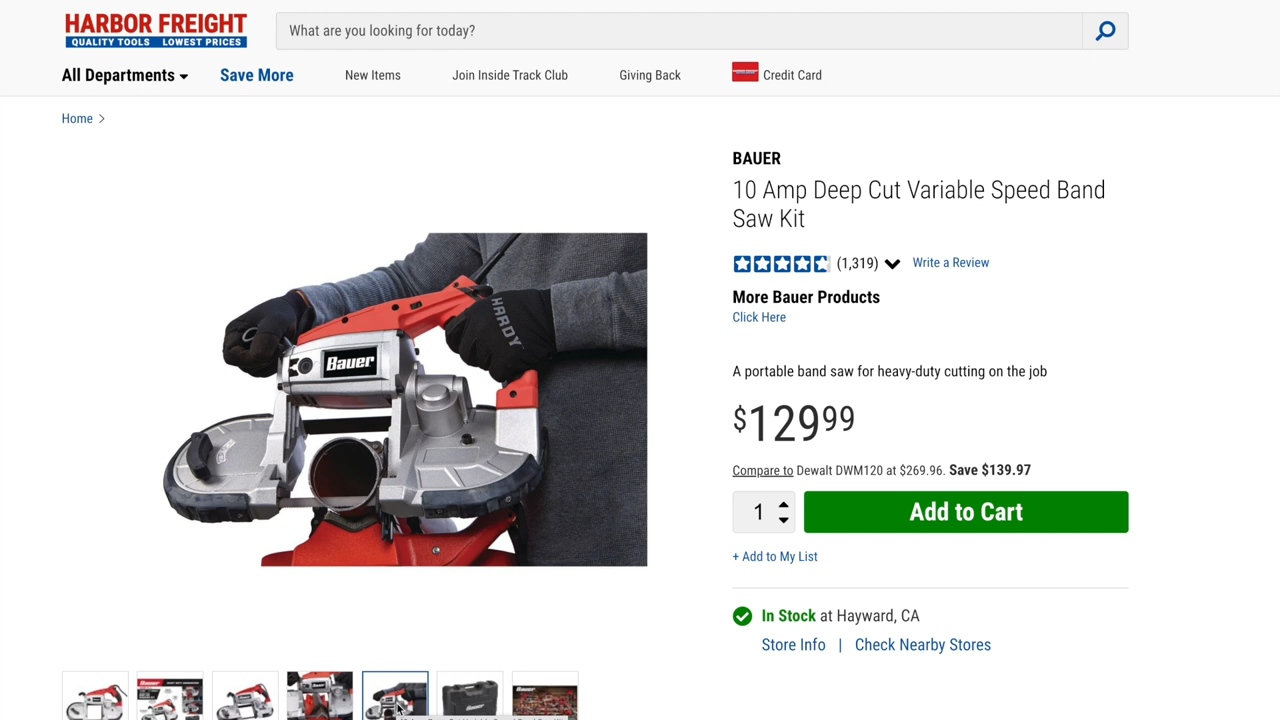 HARBOR FREIGHT
QUALITY TOOLS LOWEST PRICES
What are you looking for today?
All Departments
Save More
New Items
Join Inside Track Club
Giving Back
Credit Card
Home >
BAUER
10 Amp Deep Cut Variable Speed Band
Saw Kit
(1,319)
Write a Review
More Bauer Products
Click Here
HARDY
Bauer
A portable band saw for heavy-duty cutting on the job
$129.99
Compare to Dewalt DWM120 at $269.96. Save $139.97
1
Add to Cart
+ Add to My List
In Stock at Hayward, CA
Store Info | Check Nearby Stores
Bauer